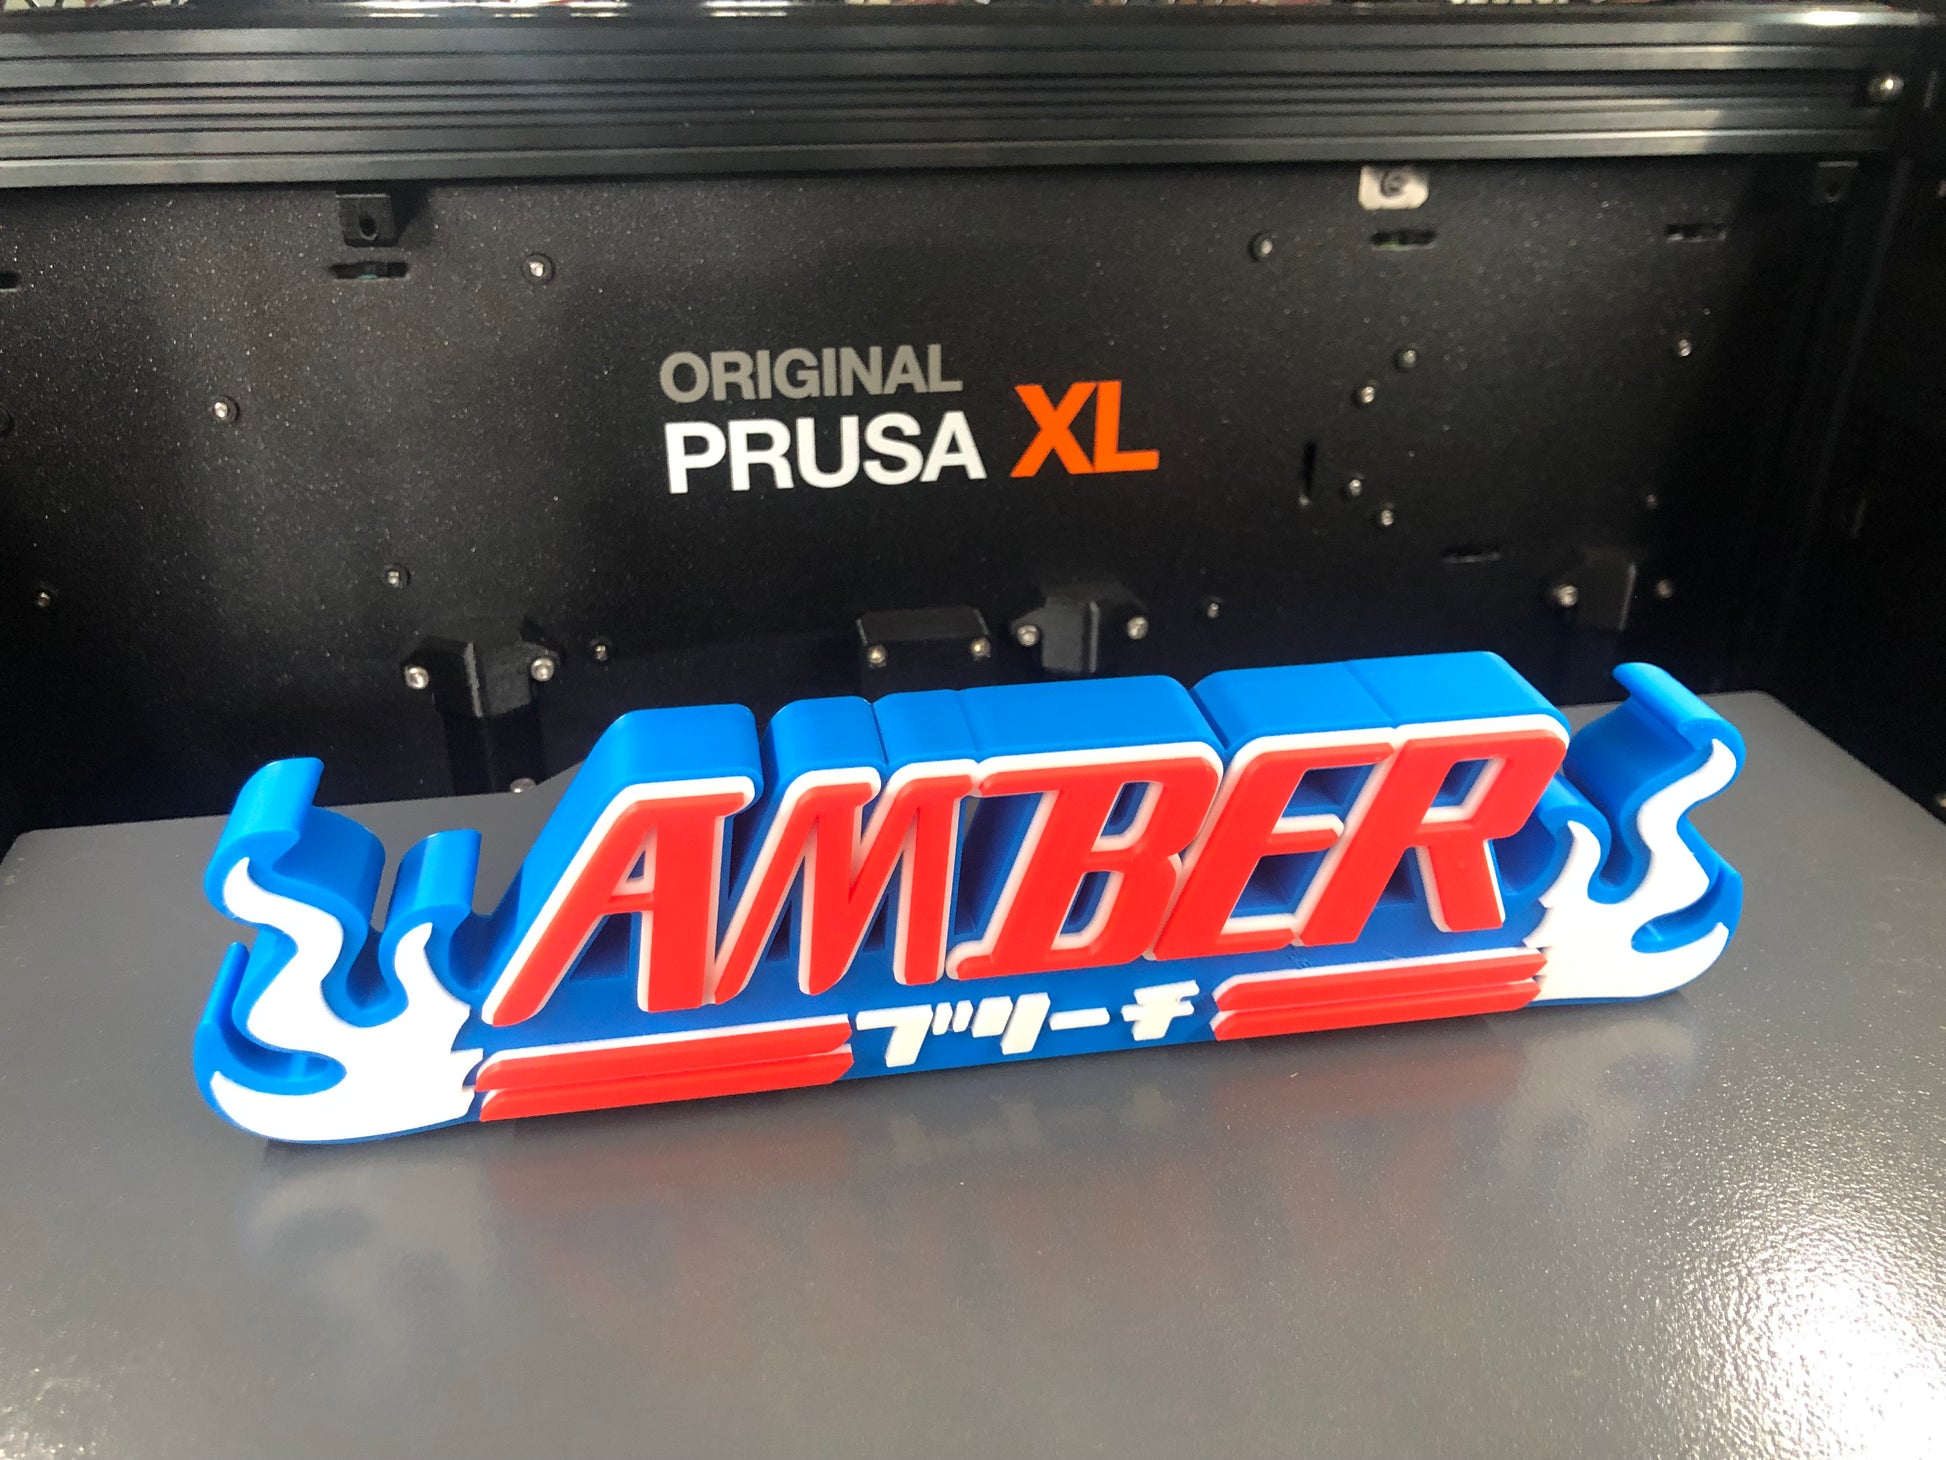 ORIGINAL
PRUSA XL
AMBER
ブリーチ